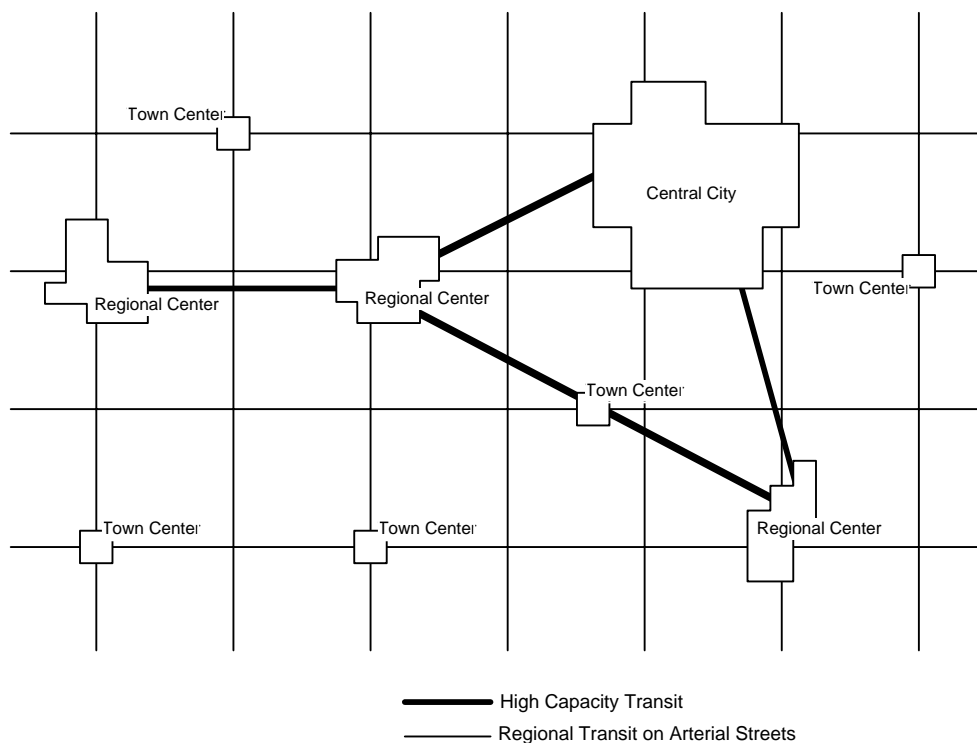 Town Center
Central City
Town Center
Regional Center
Regional Center
Town Center
Town Center
Town Center
Regional Center
High Capacity Transit
Regional Transit on Arterial Streets